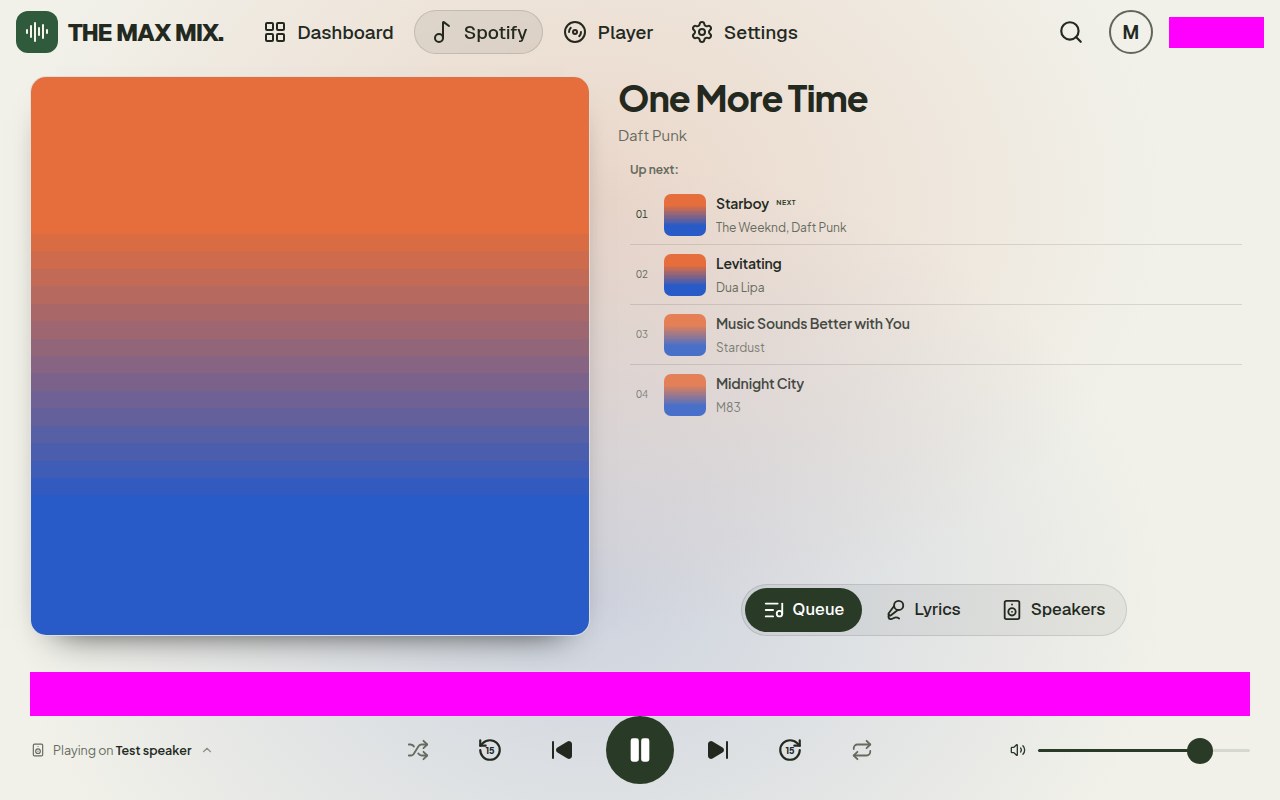 THE MAX MIX.
Dashboard
Spotify
Player
Settings
M
One More Time
Daft Punk
Up next:
01
Starboy NEXT
The Weeknd, Daft Punk
02
Levitating
Dua Lipa
03
Music Sounds Better with You
Stardust
04
Midnight City
M83
Queue
Lyrics
Speakers
Playing on Test speaker
15
15